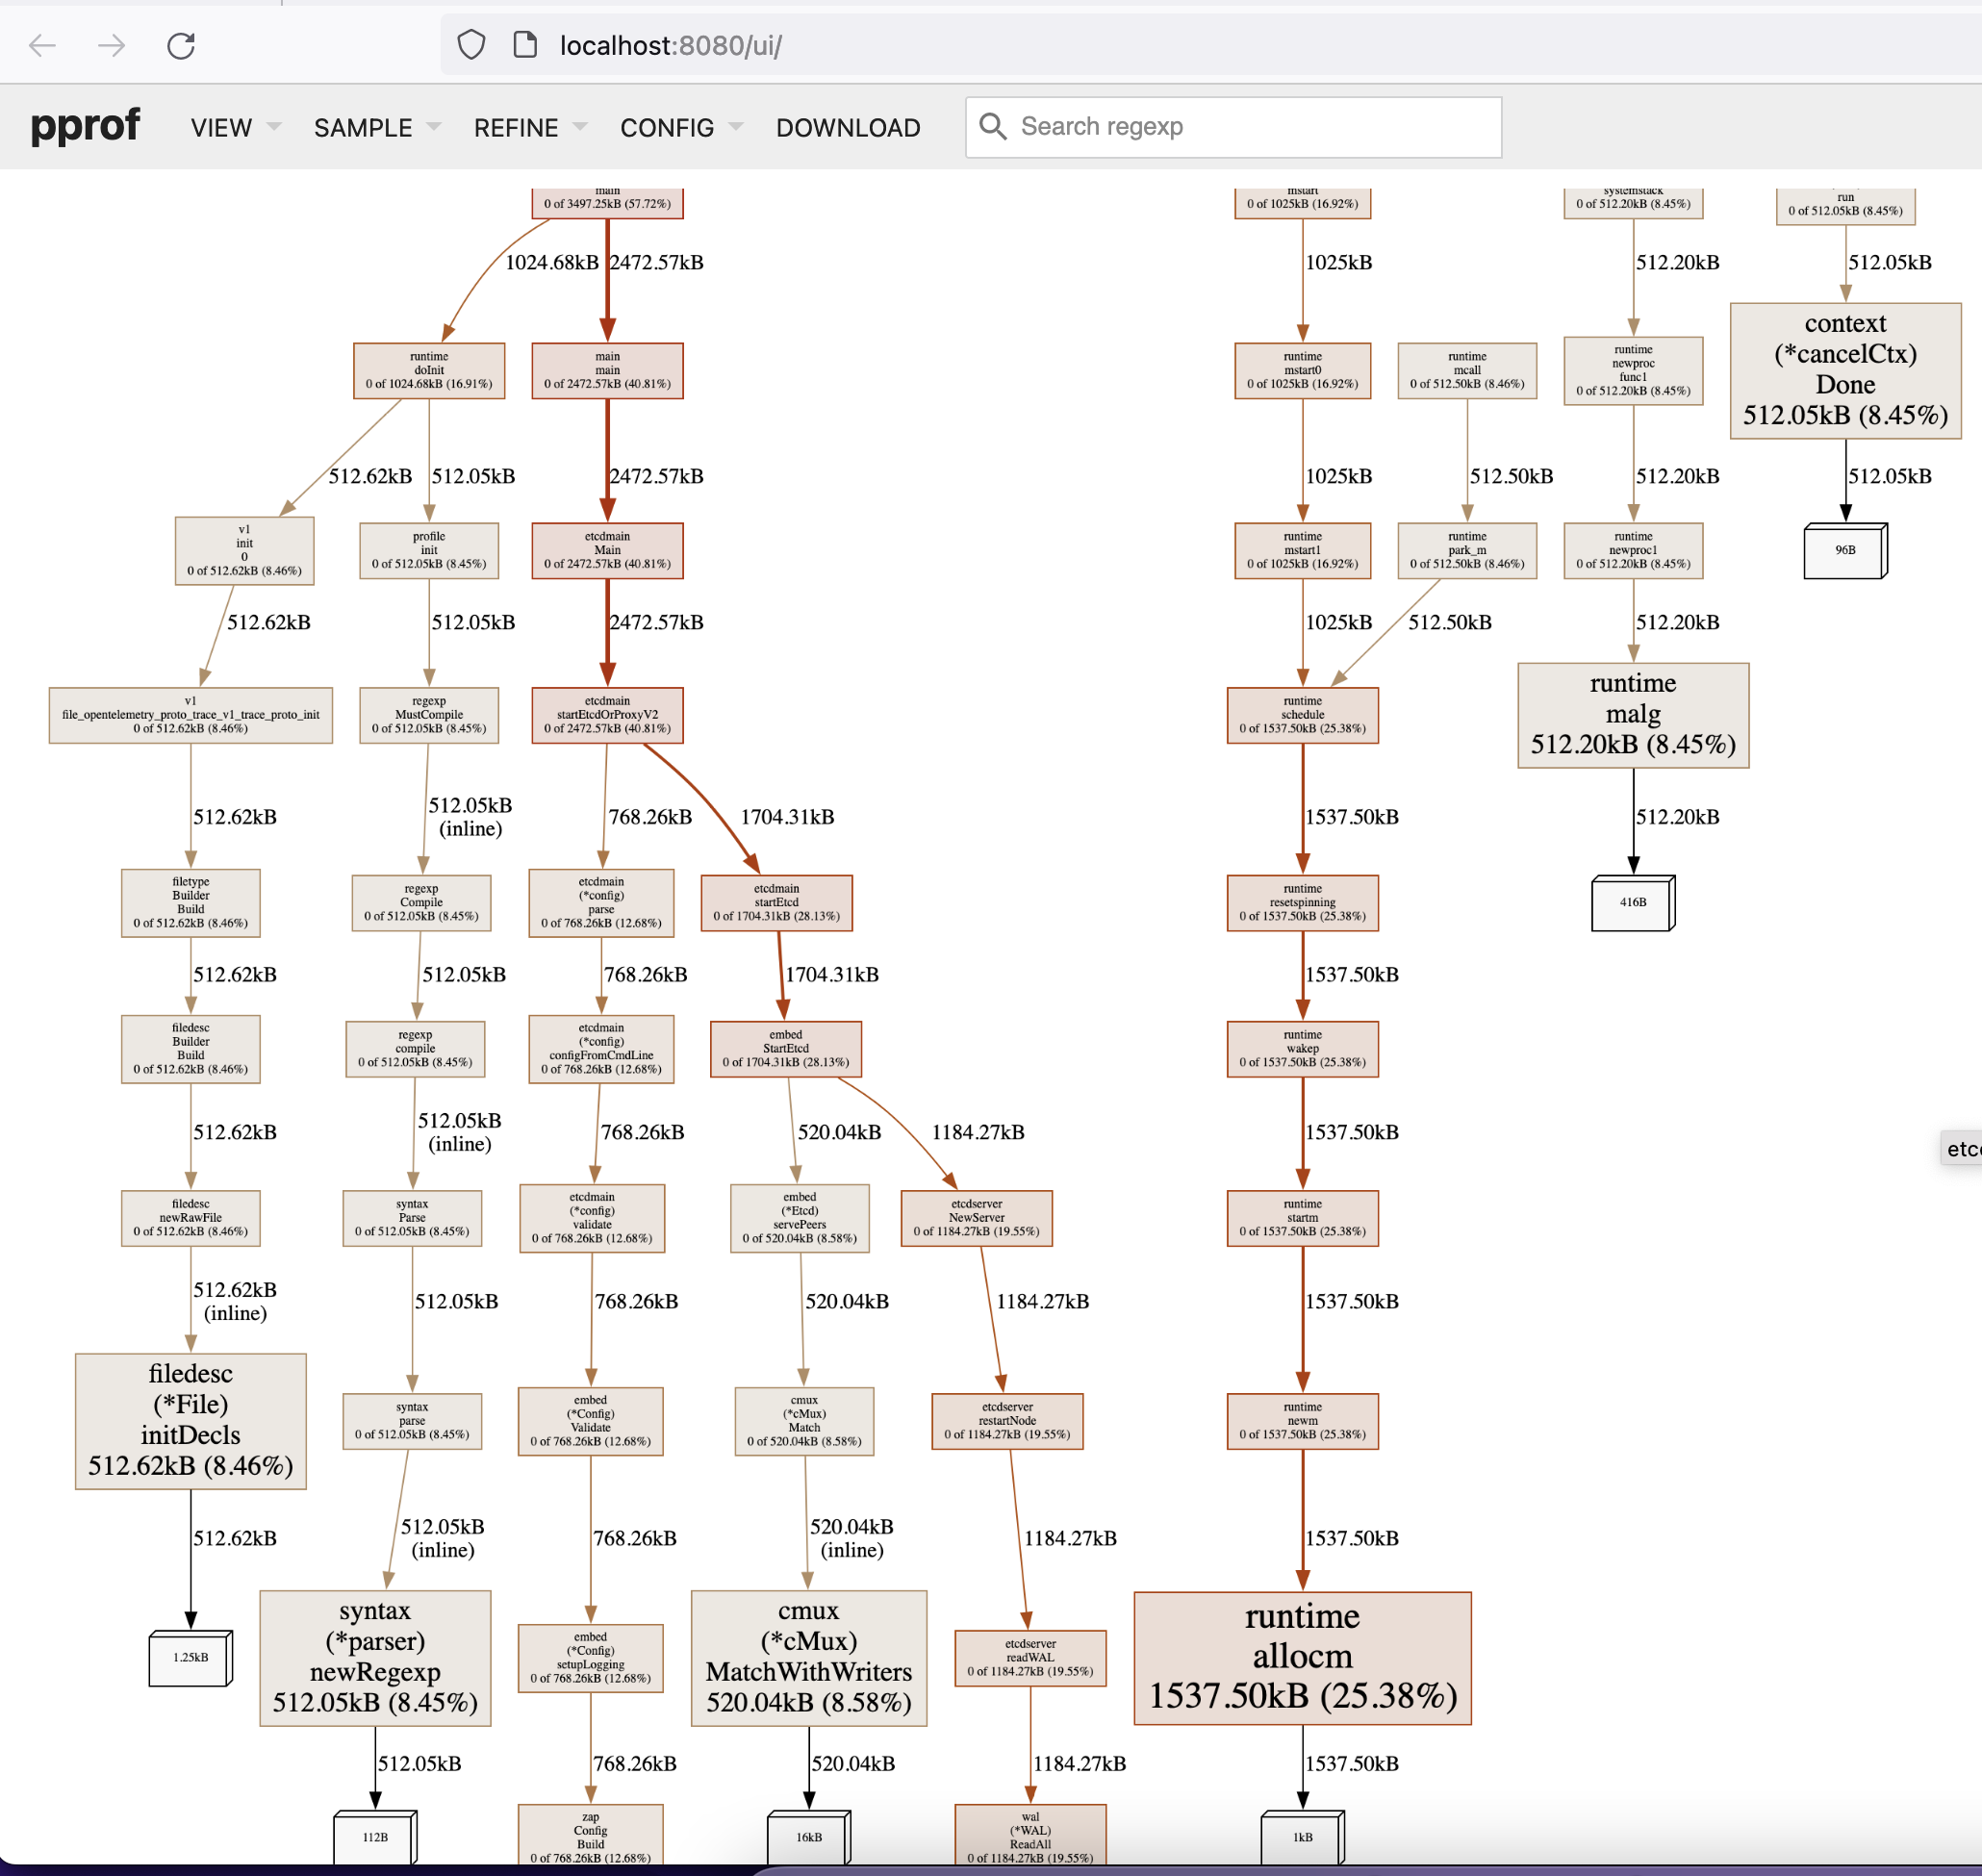 localhost:8080/ui/
pprof VIEW SAMPLE REFINE CONFIG DOWNLOAD Search regexp
main
0 of 3497.25kB (57.72%)
mstart
0 of 1025kB (16.92%)
systemstack
0 of 512.20kB (8.45%)
run
0 of 512.05kB (8.45%)
1024.68kB
2472.57kB
1025kB
512.20kB
512.05kB
runtime
doInit
0 of 1024.68kB (16.91%)
main
main
0 of 2472.57kB (40.81%)
runtime
mstart0
0 of 1025kB (16.92%)
runtime
mcall
0 of 512.50kB (8.46%)
runtime
newproc
func1
0 of 512.20kB (8.45%)
context
(*cancelCtx)
Done
512.05kB (8.45%)
512.62kB
512.05kB
2472.57kB
1025kB
512.50kB
512.20kB
512.05kB
v1
init
0
0 of 512.62kB (8.46%)
profile
init
0 of 512.05kB (8.45%)
etcdmain
Main
0 of 2472.57kB (40.81%)
runtime
mstart1
0 of 1025kB (16.92%)
runtime
park_m
0 of 512.50kB (8.46%)
runtime
newproc1
0 of 512.20kB (8.45%)
96B
512.62kB
512.05kB
2472.57kB
1025kB
512.50kB
512.20kB
v1
file_opentelemetry_proto_trace_v1_trace_proto_init
0 of 512.62kB (8.46%)
regexp
MustCompile
0 of 512.05kB (8.45%)
etcdmain
startEtcdOrProxyV2
0 of 2472.57kB (40.81%)
runtime
schedule
0 of 1537.50kB (25.38%)
runtime
malg
512.20kB (8.45%)
512.62kB
512.05kB
(inline)
768.26kB
1704.31kB
1537.50kB
512.20kB
filetype
Builder
Build
0 of 512.62kB (8.46%)
regexp
Compile
0 of 512.05kB (8.45%)
etcdmain
(*config)
parse
0 of 768.26kB (12.68%)
etcdmain
startEtcd
0 of 1704.31kB (28.13%)
runtime
resetspinning
0 of 1537.50kB (25.38%)
416B
512.62kB
512.05kB
768.26kB
1704.31kB
1537.50kB
filedesc
Builder
Build
0 of 512.62kB (8.46%)
regexp
compile
0 of 512.05kB (8.45%)
etcdmain
(*config)
configFromCmdLine
0 of 768.26kB (12.68%)
embed
StartEtcd
0 of 1704.31kB (28.13%)
runtime
wakep
0 of 1537.50kB (25.38%)
512.62kB
512.05kB
(inline)
768.26kB
520.04kB
1184.27kB
1537.50kB
filedesc
newRawFile
0 of 512.62kB (8.46%)
syntax
Parse
0 of 512.05kB (8.45%)
etcdmain
(*config)
validate
0 of 768.26kB (12.68%)
embed
(*Etcd)
servePeers
0 of 520.04kB (8.58%)
etcdserver
NewServer
0 of 1184.27kB (19.55%)
runtime
startm
0 of 1537.50kB (25.38%)
512.62kB
(inline)
512.05kB
768.26kB
520.04kB
1184.27kB
1537.50kB
filedesc
(*File)
initDecls
512.62kB (8.46%)
syntax
parse
0 of 512.05kB (8.45%)
embed
(*Config)
Validate
0 of 768.26kB (12.68%)
cmux
(*cMux)
Match
0 of 520.04kB (8.58%)
etcdserver
restartNode
0 of 1184.27kB (19.55%)
runtime
newm
0 of 1537.50kB (25.38%)
512.62kB
512.05kB
(inline)
768.26kB
520.04kB
(inline)
1184.27kB
1537.50kB
1.25kB
syntax
(*parser)
newRegexp
512.05kB (8.45%)
embed
(*Config)
setupLogging
0 of 768.26kB (12.68%)
cmux
(*cMux)
MatchWithWriters
520.04kB (8.58%)
etcdserver
readWAL
0 of 1184.27kB (19.55%)
runtime
allocm
1537.50kB (25.38%)
512.05kB
768.26kB
520.04kB
1184.27kB
1537.50kB
112B
zap
Config
Build
0 of 768.26kB (12.68%)
16kB
wal
(*WAL)
ReadAll
0 of 1184.27kB (19.55%)
1kB